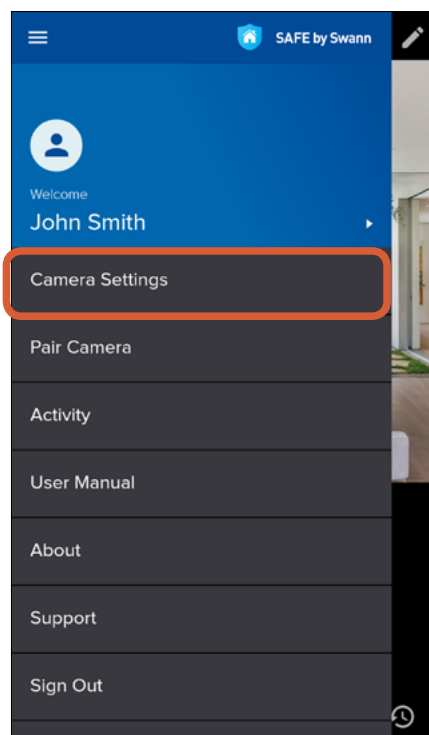 SAFE by Swann
Welcome
John Smith
Camera Settings
Pair Camera
Activity
User Manual
About
Support
Sign Out